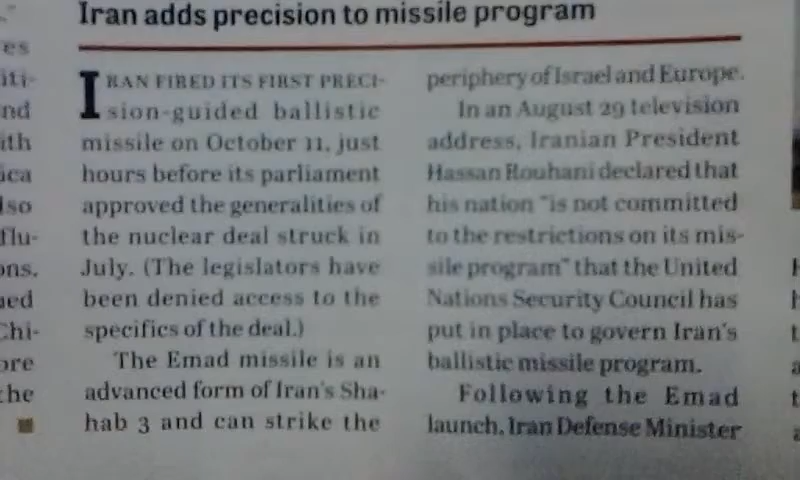 Iran adds precision to missile program
IRAN FIRED ITS FIRST PRECI-
sion-guided ballistic
missile on October 11, just
hours before its parliament
approved the generalities of
the nuclear deal struck in
July. (The legislators have
been denied access to the
specifics of the deal.)
The Emad missile is an
advanced form of Iran's Sha-
hab 3 and can strike the
periphery of Israel and Europe.
In an August 29 television
address, Iranian President
Hassan Rouhani declared that
his nation "is not committed
to the restrictions on its mis-
sile program" that the United
Nations Security Council has
put in place to govern Iran's
ballistic missile program.
Following the Emad
launch, Iran Defense Minister